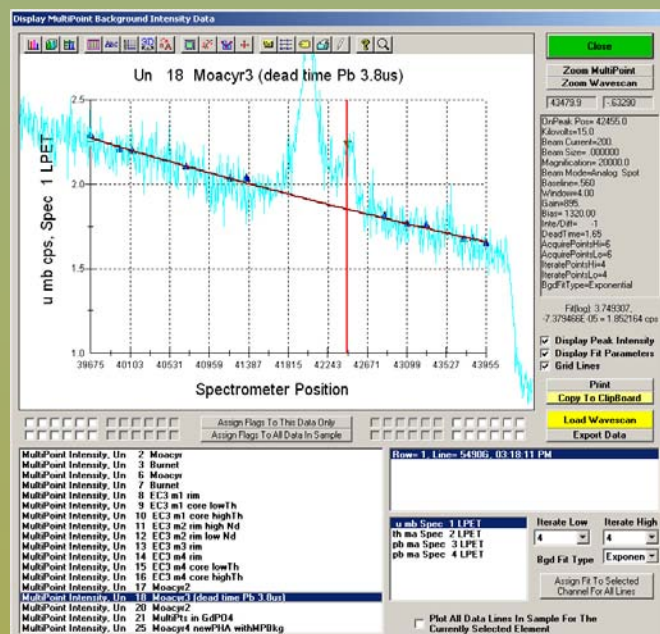 Display MultiPoint Background Intensity Data
Close
Zoom MultiPoint
Zoom Wavescan
43479.9 -.63290
Un 18 Moacyr3 (dead time Pb 3.8us)
u mb cps, Spec 1 LPET
2.5
2.0
1.5
1.0
39675 40103 40531 40959 41387 41815 42243 42671 43099 43527 43955
Spectrometer Position
OnPeak Pos= 42455.0
Kilovolts=15.0
Beam Current=200.
Beam Size= .000000
Magnification= 20000.0
Beam Mode=Analog Spot
Baseline=.560
Window=4.00
Gain=895.
Bias= 1320.00
Inte/Diff= -1
DeadTime=1.65
AcquirePointsHi=6
AcquirePointsLo=6
IteratePointsHi=4
IteratePointsLo=4
BgdFitType=Exponential
Fit(log): 3.749307,
-7.379466E-05 = 1.852164 cps
Display Peak Intensity
Display Fit Parameters
Grid Lines
Print
Copy To ClipBoard
Load Wavescan
Export Data
Assign Flags To This Data Only
Assign Flags To All Data In Sample
MultiPoint Intensity, Un 2 Moacyr
MultiPoint Intensity, Un 3 Burnet
MultiPoint Intensity, Un 6 Moacyr
MultiPoint Intensity, Un 7 Burnet
MultiPoint Intensity, Un 8 EC3 m1 rim
MultiPoint Intensity, Un 9 EC3 m1 core lowTh
MultiPoint Intensity, Un 10 EC3 m1 core highTh
MultiPoint Intensity, Un 11 EC3 m2 rim high Nd
MultiPoint Intensity, Un 12 EC3 m2 rim low Nd
MultiPoint Intensity, Un 13 EC3 m3 rim
MultiPoint Intensity, Un 14 EC3 m4 rim
MultiPoint Intensity, Un 15 EC3 m4 core lowTh
MultiPoint Intensity, Un 16 EC3 m4 core highTh
MultiPoint Intensity, Un 17 Moacyr2
MultiPoint Intensity, Un 18 Moacyr3 (dead time Pb 3.8us)
MultiPoint Intensity, Un 20 Moacyr2
MultiPoint Intensity, Un 21 MultiPts in GdPO4
MultiPoint Intensity, Un 25 Moacyr4 newPHA withMPBkg
Row= 1, Line= 5490G, 03:18:11 PM
u mb Spec 1 LPET
th ma Spec 2 LPET
pb ma Spec 3 LPET
pb ma Spec 4 LPET
Iterate Low Iterate High
4 4
Bgd Fit Type Exponen
Assign Fit To Selected
Channel For All Lines
Plot All Data Lines In Sample For The
Currently Selected Element